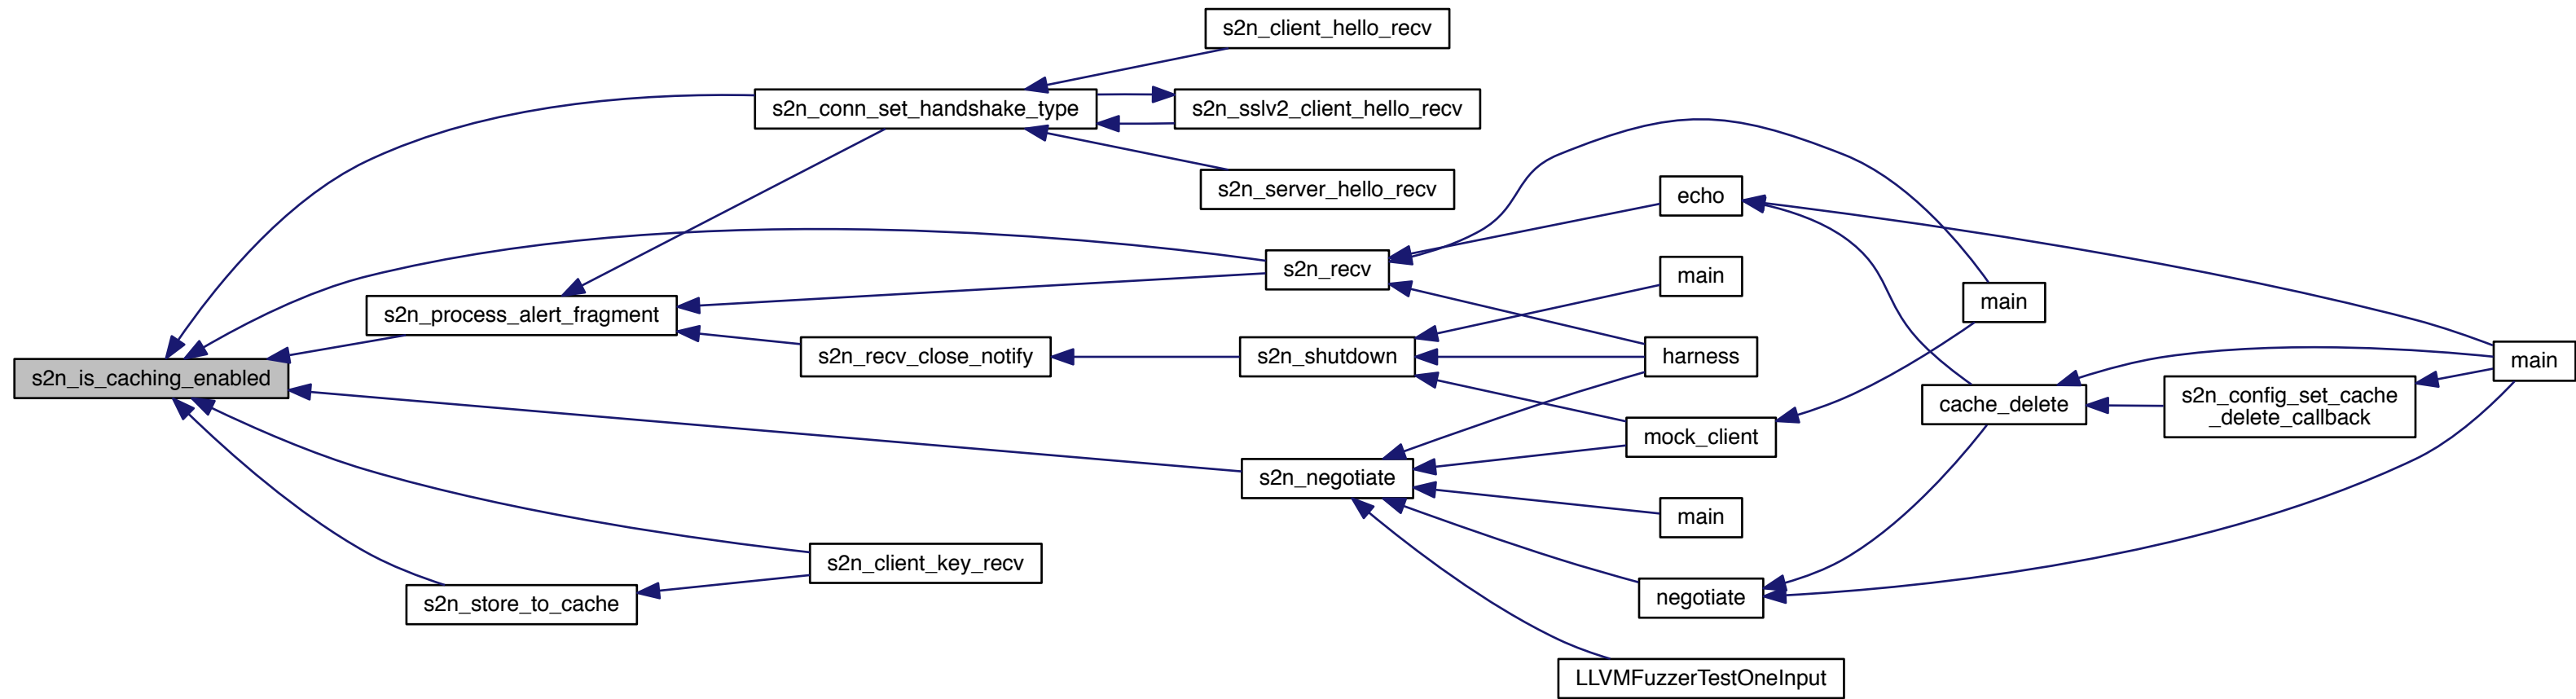 s2n_client_hello_recv
s2n_conn_set_handshake_type
s2n_sslv2_client_hello_recv
s2n_server_hello_recv
echo
s2n_recv
main
main
s2n_process_alert_fragment
s2n_recv_close_notify
s2n_shutdown
harness
main
s2n_is_caching_enabled
cache_delete
s2n_config_set_cache
_delete_callback
mock_client
s2n_negotiate
main
s2n_client_key_recv
negotiate
s2n_store_to_cache
LLVMFuzzerTestOneInput